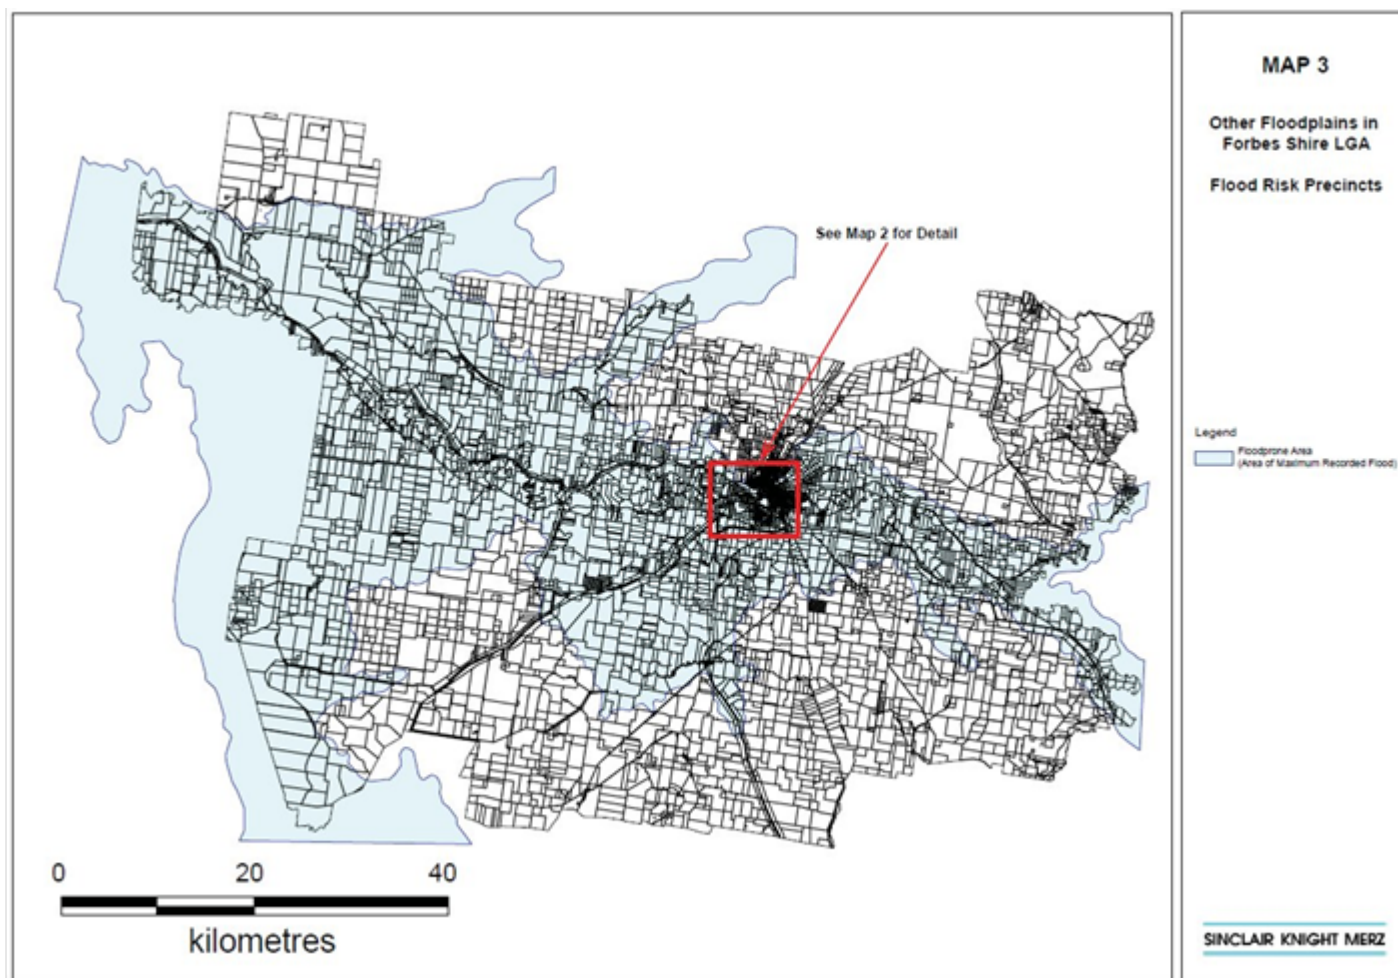 MAP 3
Other Floodplains in
Forbes Shire LGA
Flood Risk Precincts
See Map 2 for Detail
Legend
Floodprone Area
(Area of Maximum Recorded Flood)
0 20 40
kilometres
SINCLAIR KNIGHT MERZ